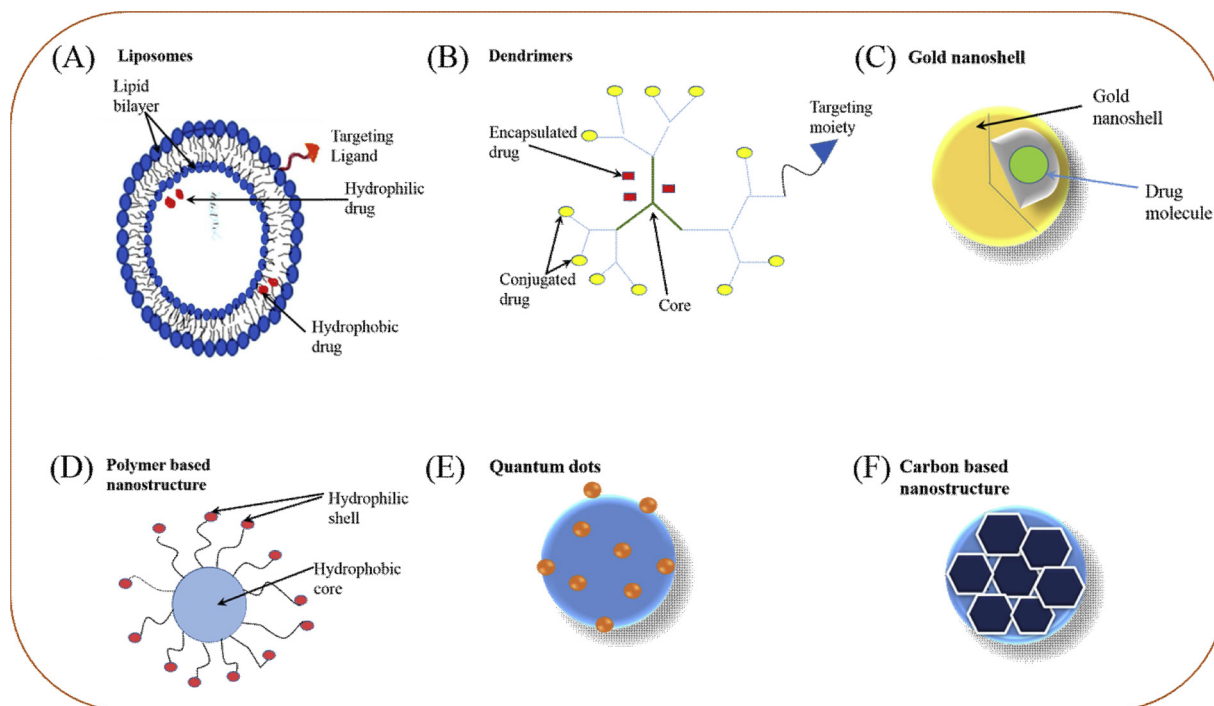 (A) Liposomes
Lipid
bilayer
Targeting
Ligand
Hydrophilic
drug
Hydrophobic
drug
(B) Dendrimers
Encapsulated
drug
Targeting
moiety
Conjugated
drug
Core
(C) Gold nanoshell
Gold
nanoshell
Drug
molecule
(D) Polymer based
nanostructure
Hydrophilic
shell
Hydrophobic
core
(E) Quantum dots
(F) Carbon based
nanostructure